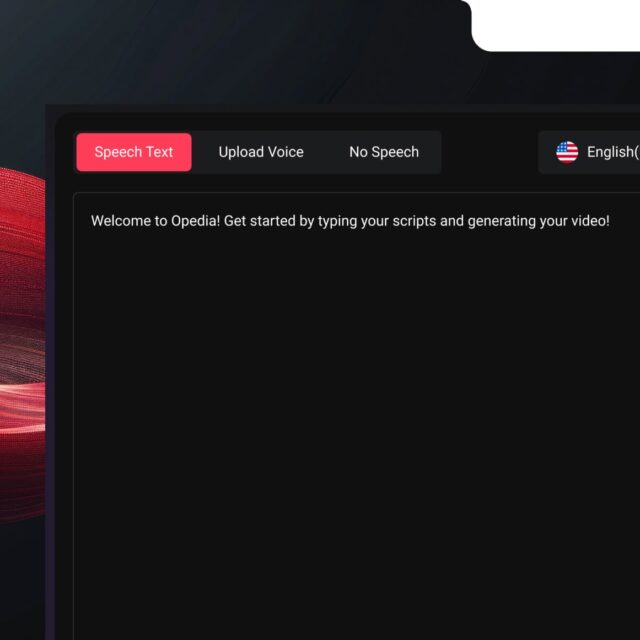 Speech Text
Upload Voice
No Speech
English(
Welcome to Opedia! Get started by typing your scripts and generating your video!